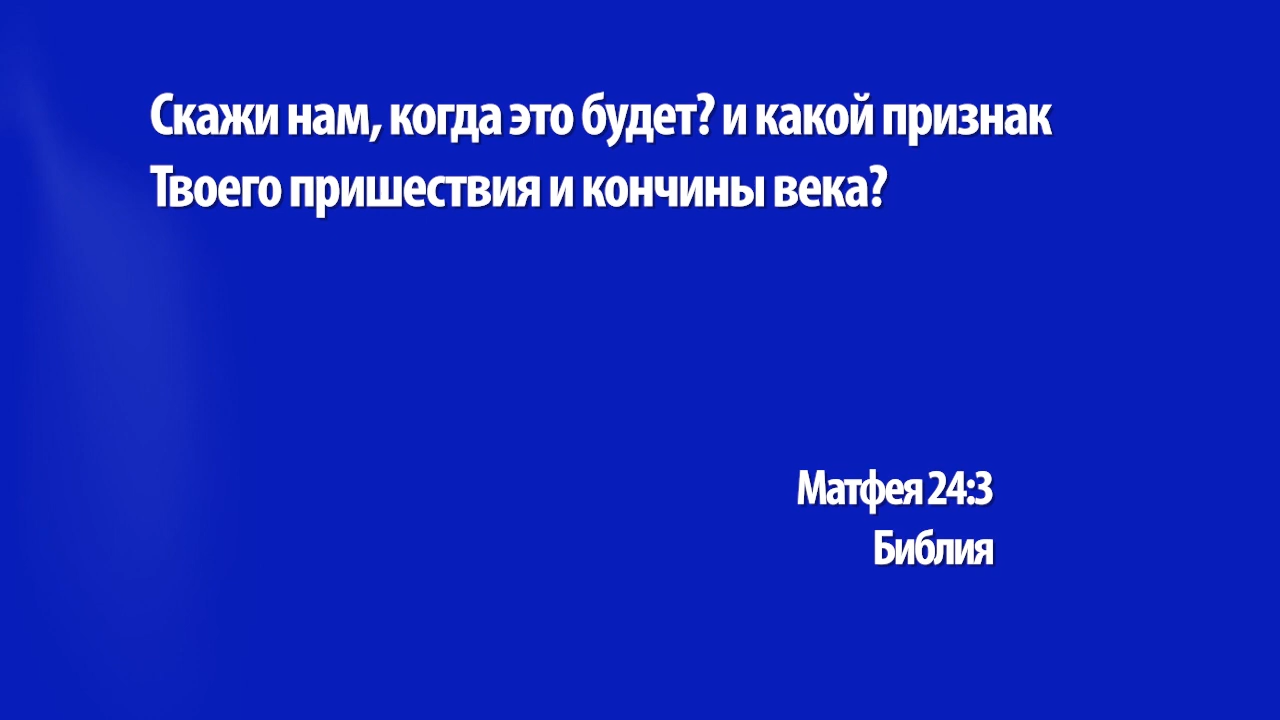 Скажи нам, когда это будет? и какой признак
Твоего пришествия и кончины века?
Матфея 24:3
Библия